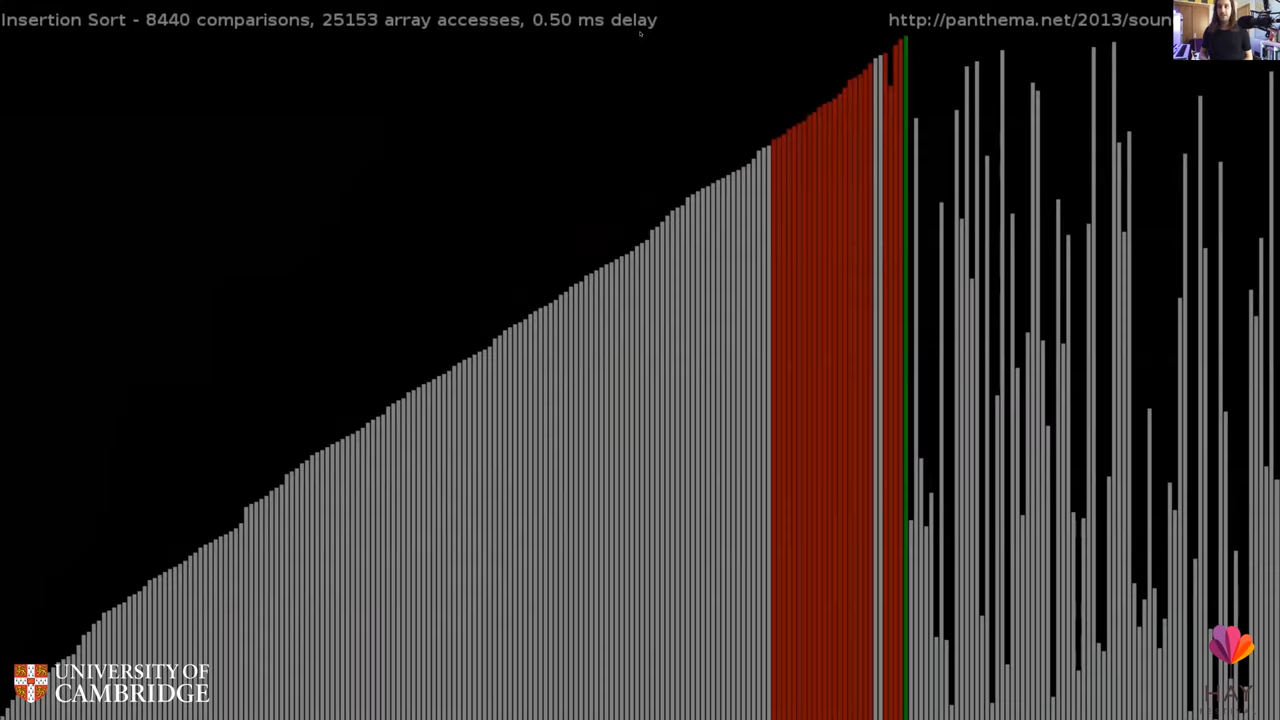 Insertion Sort - 8440 comparisons, 25153 array accesses, 0.50 ms delay
http://panthema.net/2013/soun
UNIVERSITY OF
CAMBRIDGE
HAY